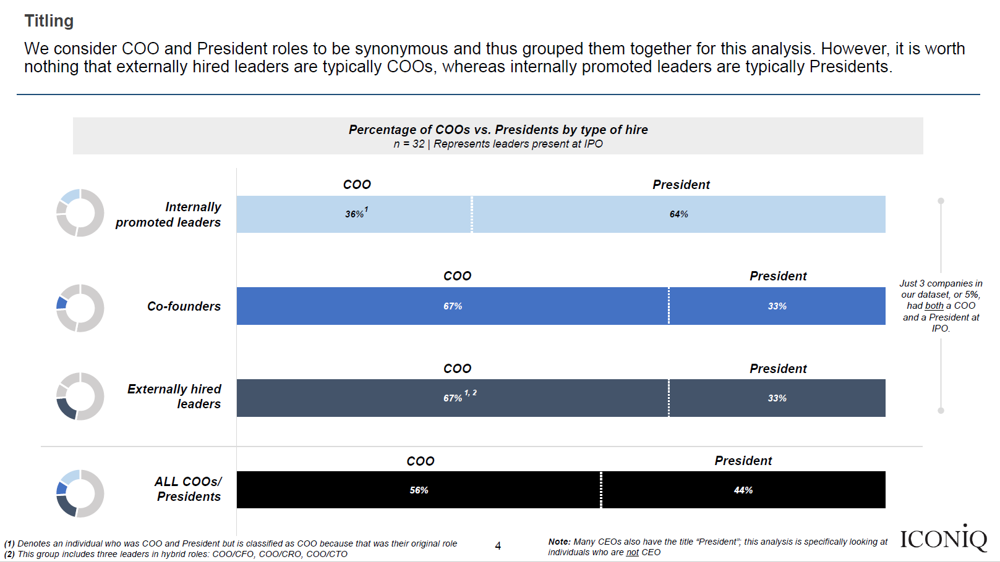 Titling
We consider COO and President roles to be synonymous and thus grouped them together for this analysis. However, it is worth
nothing that externally hired leaders are typically COOs, whereas internally promoted leaders are typically Presidents.
Percentage of COOs vs. Presidents by type of hire
n = 32 | Represents leaders present at IPO
COO
President
Internally
promoted leaders
36%1
64%
COO
President
Co-founders
67%
33%
Just 3 companies in
our dataset, or 5%,
had both a COO
and a President at
IPO.
COO
President
Externally hired
leaders
67% 1, 2
33%
COO
President
ALL COOs/
Presidents
56%
44%
(1) Denotes an individual who was COO and President but is classified as COO because that was their original role
(2) This group includes three leaders in hybrid roles: COO/CFO, COO/CRO, COO/CTO
4
Note: Many CEOs also have the title “President”; this analysis is specifically looking at
individuals who are not CEO
ICONIQ